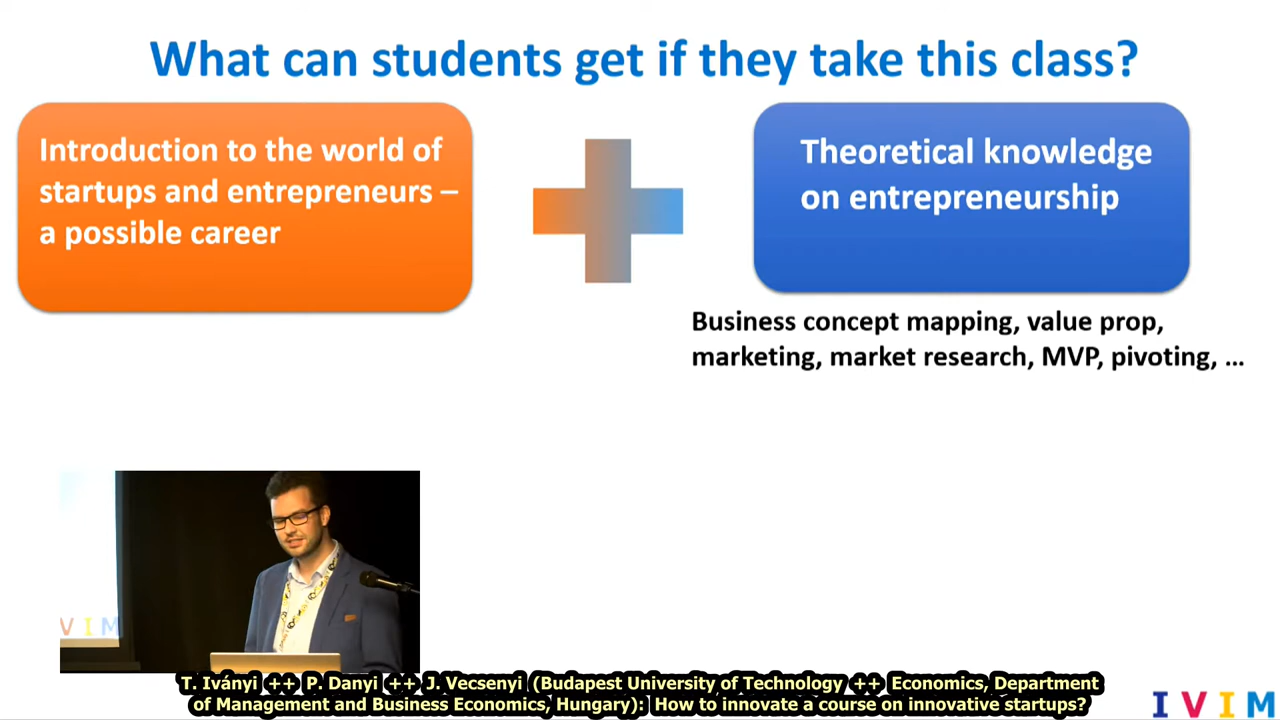 What can students get if they take this class?
Introduction to the world of
startups and entrepreneurs –
a possible career
Theoretical knowledge
on entrepreneurship
Business concept mapping, value prop,
marketing, market research, MVP, pivoting, ...
V I M
T. Iványi ++ P. Danyi ++ J. Vecsenyi (Budapest University of Technology ++ Economics, Department
of Management and Business Economics, Hungary): How to innovate a course on innovative startups?
I V I M